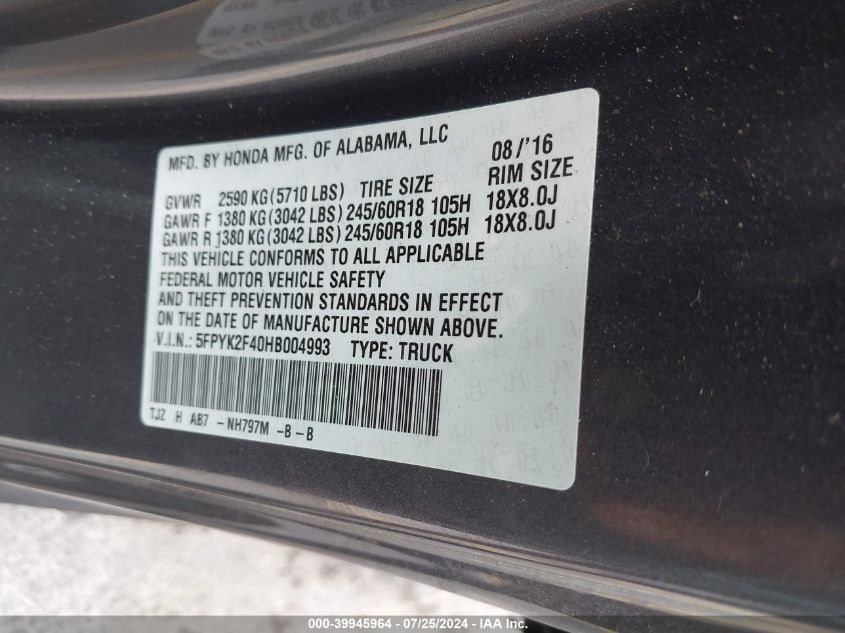 MFD. BY HONDA MFG. OF ALABAMA, LLC 08/'16
GVWR 2590 KG(5710 LBS) TIRE SIZE RIM SIZE
GAWR F 1380 KG(3042 LBS) 245/60R18 105H 18X8.0J
GAWR R 1380 KG(3042 LBS) 245/60R18 105H 18X8.0J
THIS VEHICLE CONFORMS TO ALL APPLICABLE
FEDERAL MOTOR VEHICLE SAFETY
AND THEFT PREVENTION STANDARDS IN EFFECT
ON THE DATE OF MANUFACTURE SHOWN ABOVE.
V.I.N.: 5FPYK2F40HB004993 TYPE: TRUCK
TJZ H AB7 -NH797M -B-B
000-39945964 - 07/25/2024 - IAA Inc.